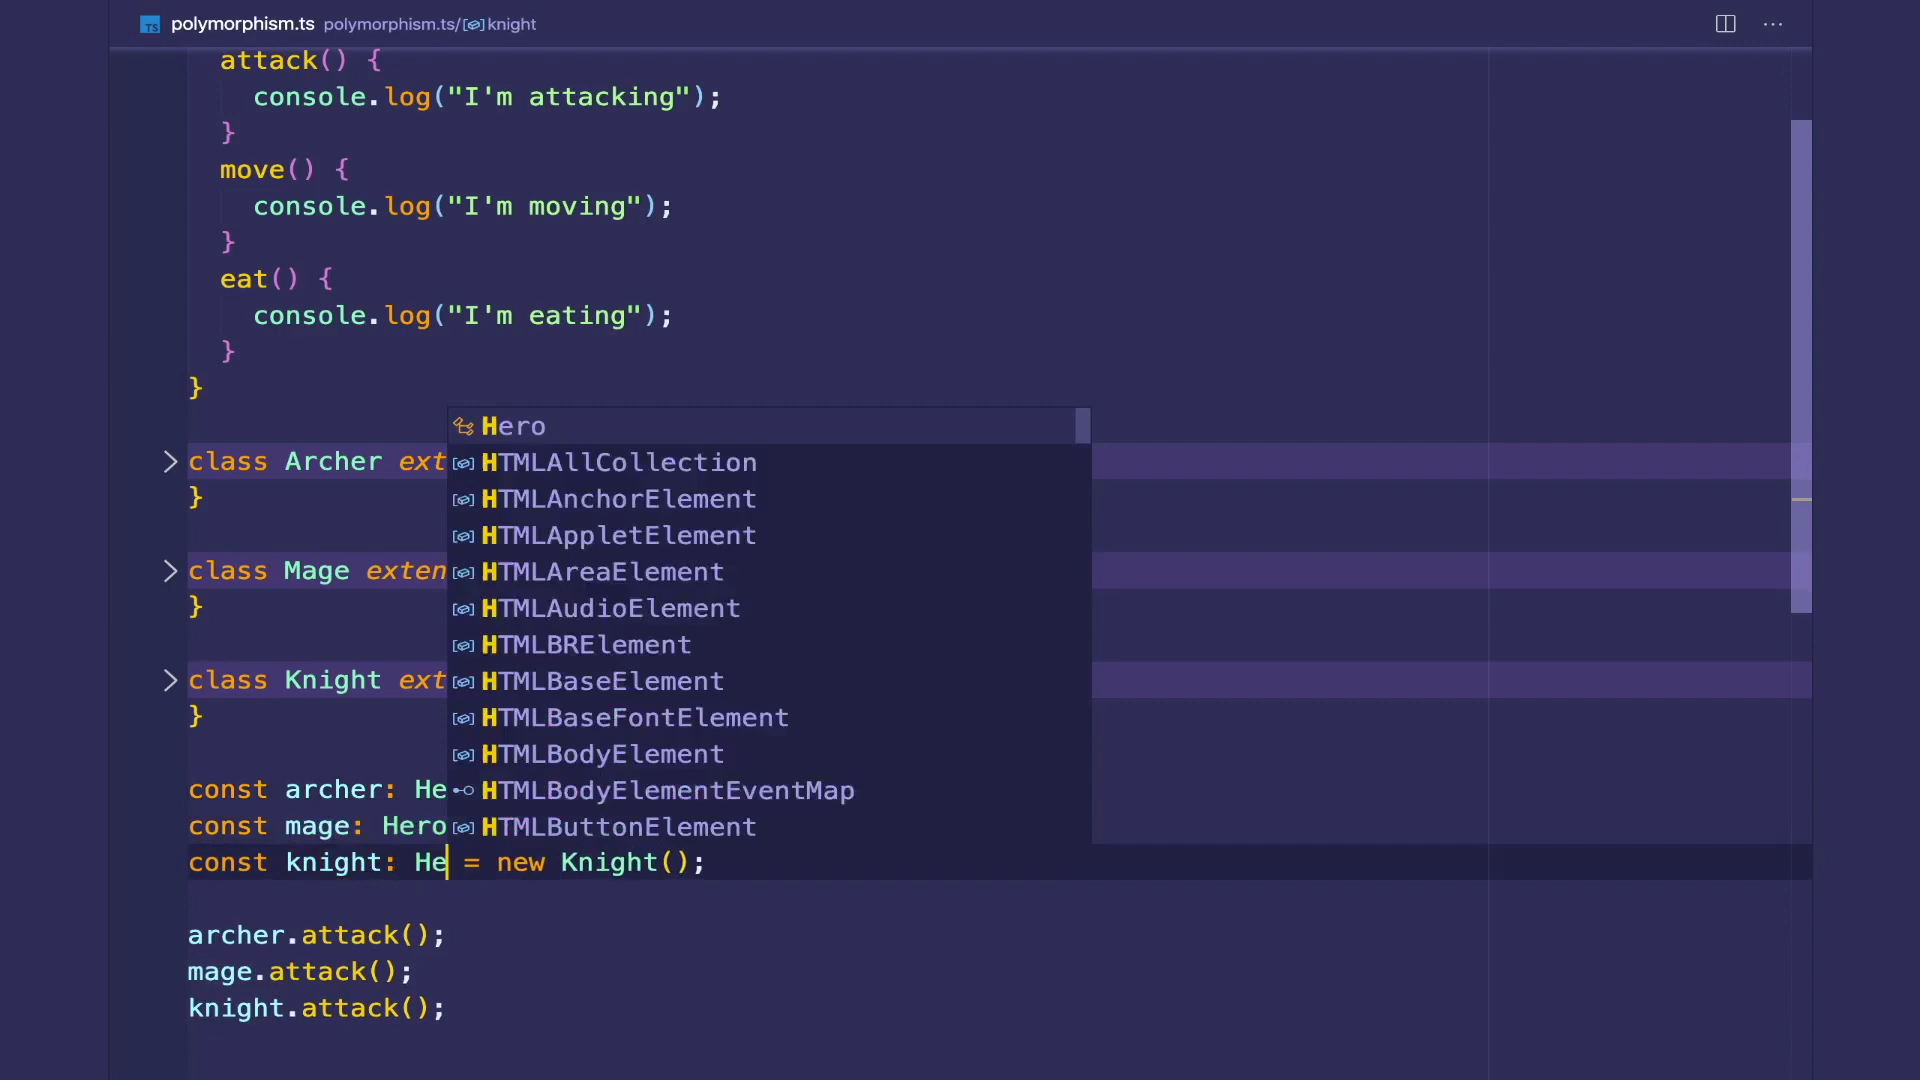 polymorphism.ts polymorphism.ts/knight
attack() {
console.log("I'm attacking");
}
move() {
console.log("I'm moving");
}
eat() {
console.log("I'm eating");
}
}
Hero
class Archer ext
HTMLAllCollection
}
HTMLAnchorElement
HTMLAppletElement
class Mage exten
HTMLAreaElement
}
HTMLAudioElement
HTMLBRElement
class Knight ext
HTMLBaseElement
}
HTMLBaseFontElement
HTMLBodyElement
const archer: He
HTMLBodyElementEventMap
const mage: Hero
HTMLButtonElement
const knight: He = new Knight();
archer.attack();
mage.attack();
knight.attack();